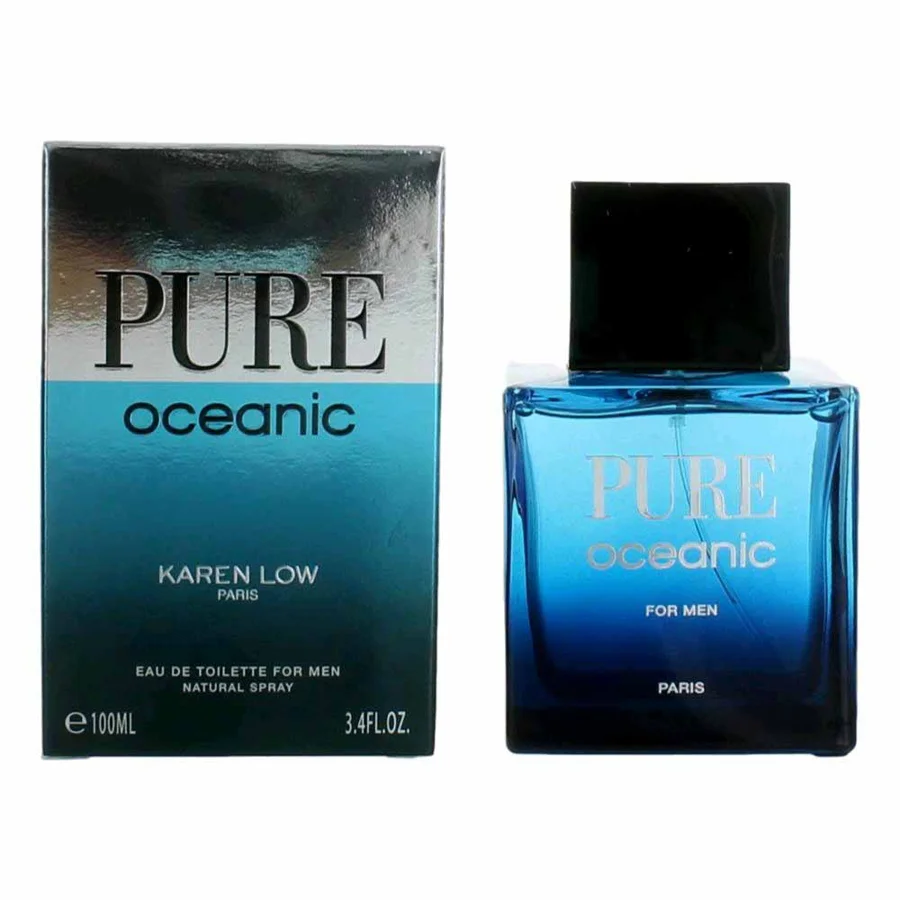 PURE
oceanic
KAREN LOW
PARIS
EAU DE TOILETTE FOR MEN
NATURAL SPRAY
℮100ML 3.4FL.OZ.
PURE
oceanic
FOR MEN
PARIS